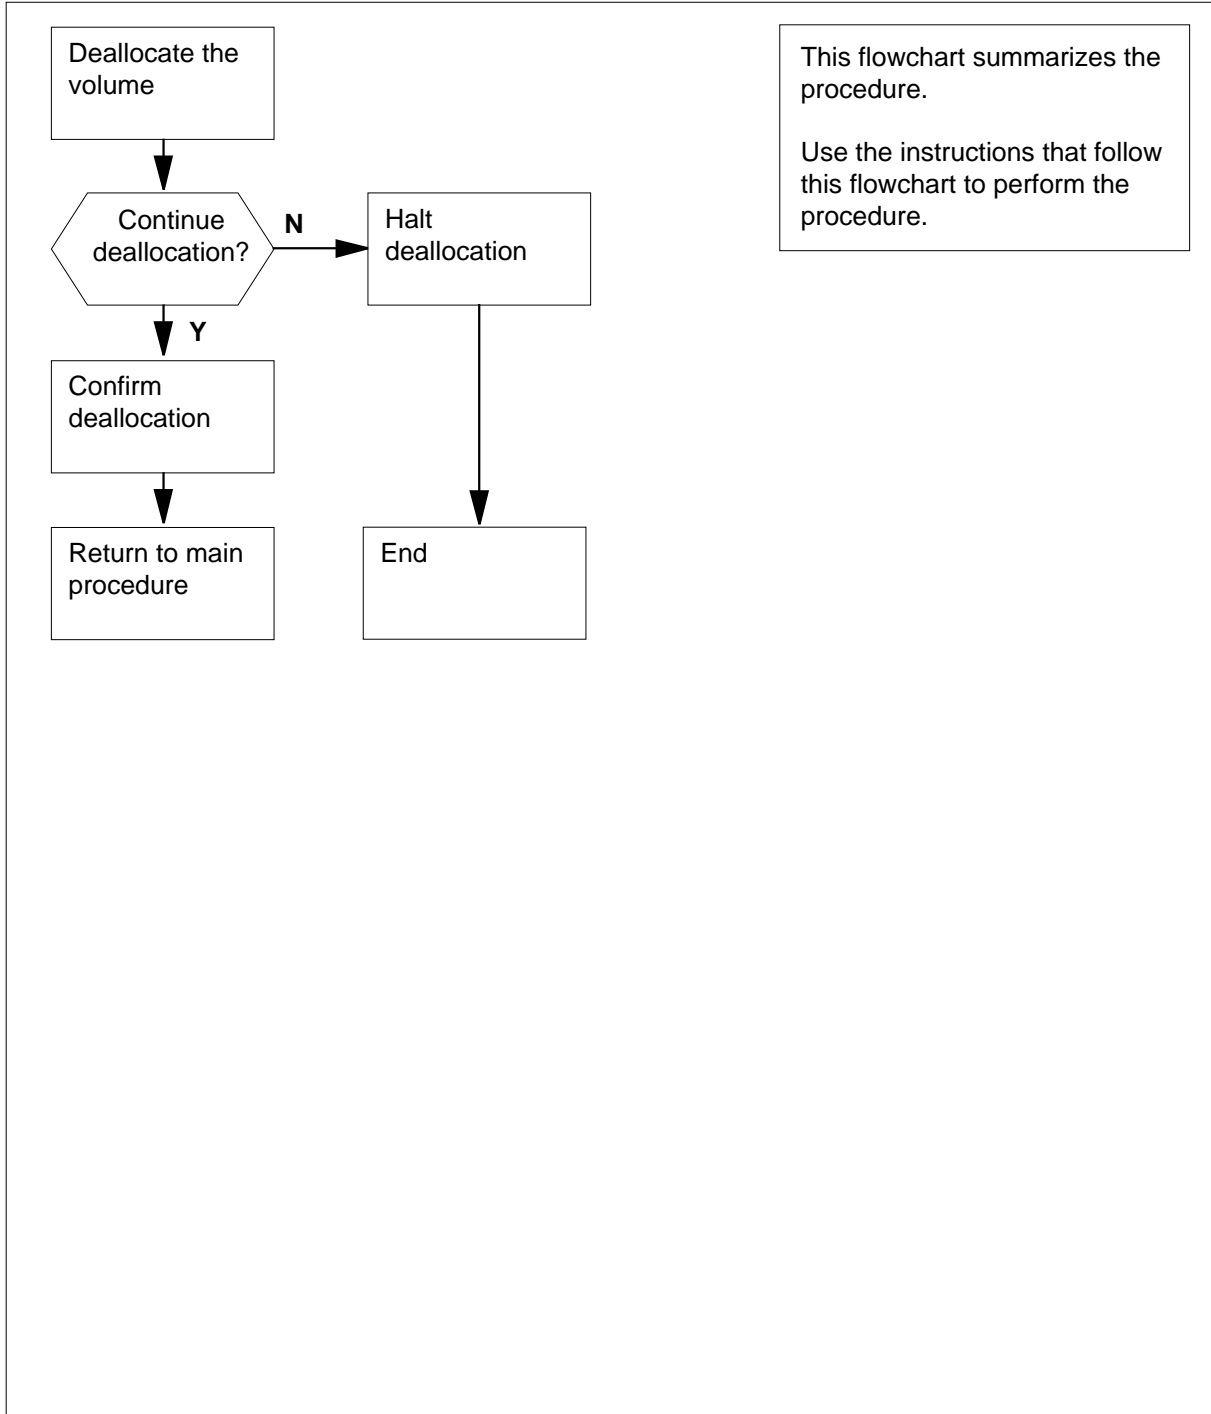 Deallocate the
volume
Continue
deallocation?
N
Halt
deallocation
Y
Confirm
deallocation
Return to main
procedure
End
This flowchart summarizes the
procedure.
Use the instructions that follow
this flowchart to perform the
procedure.